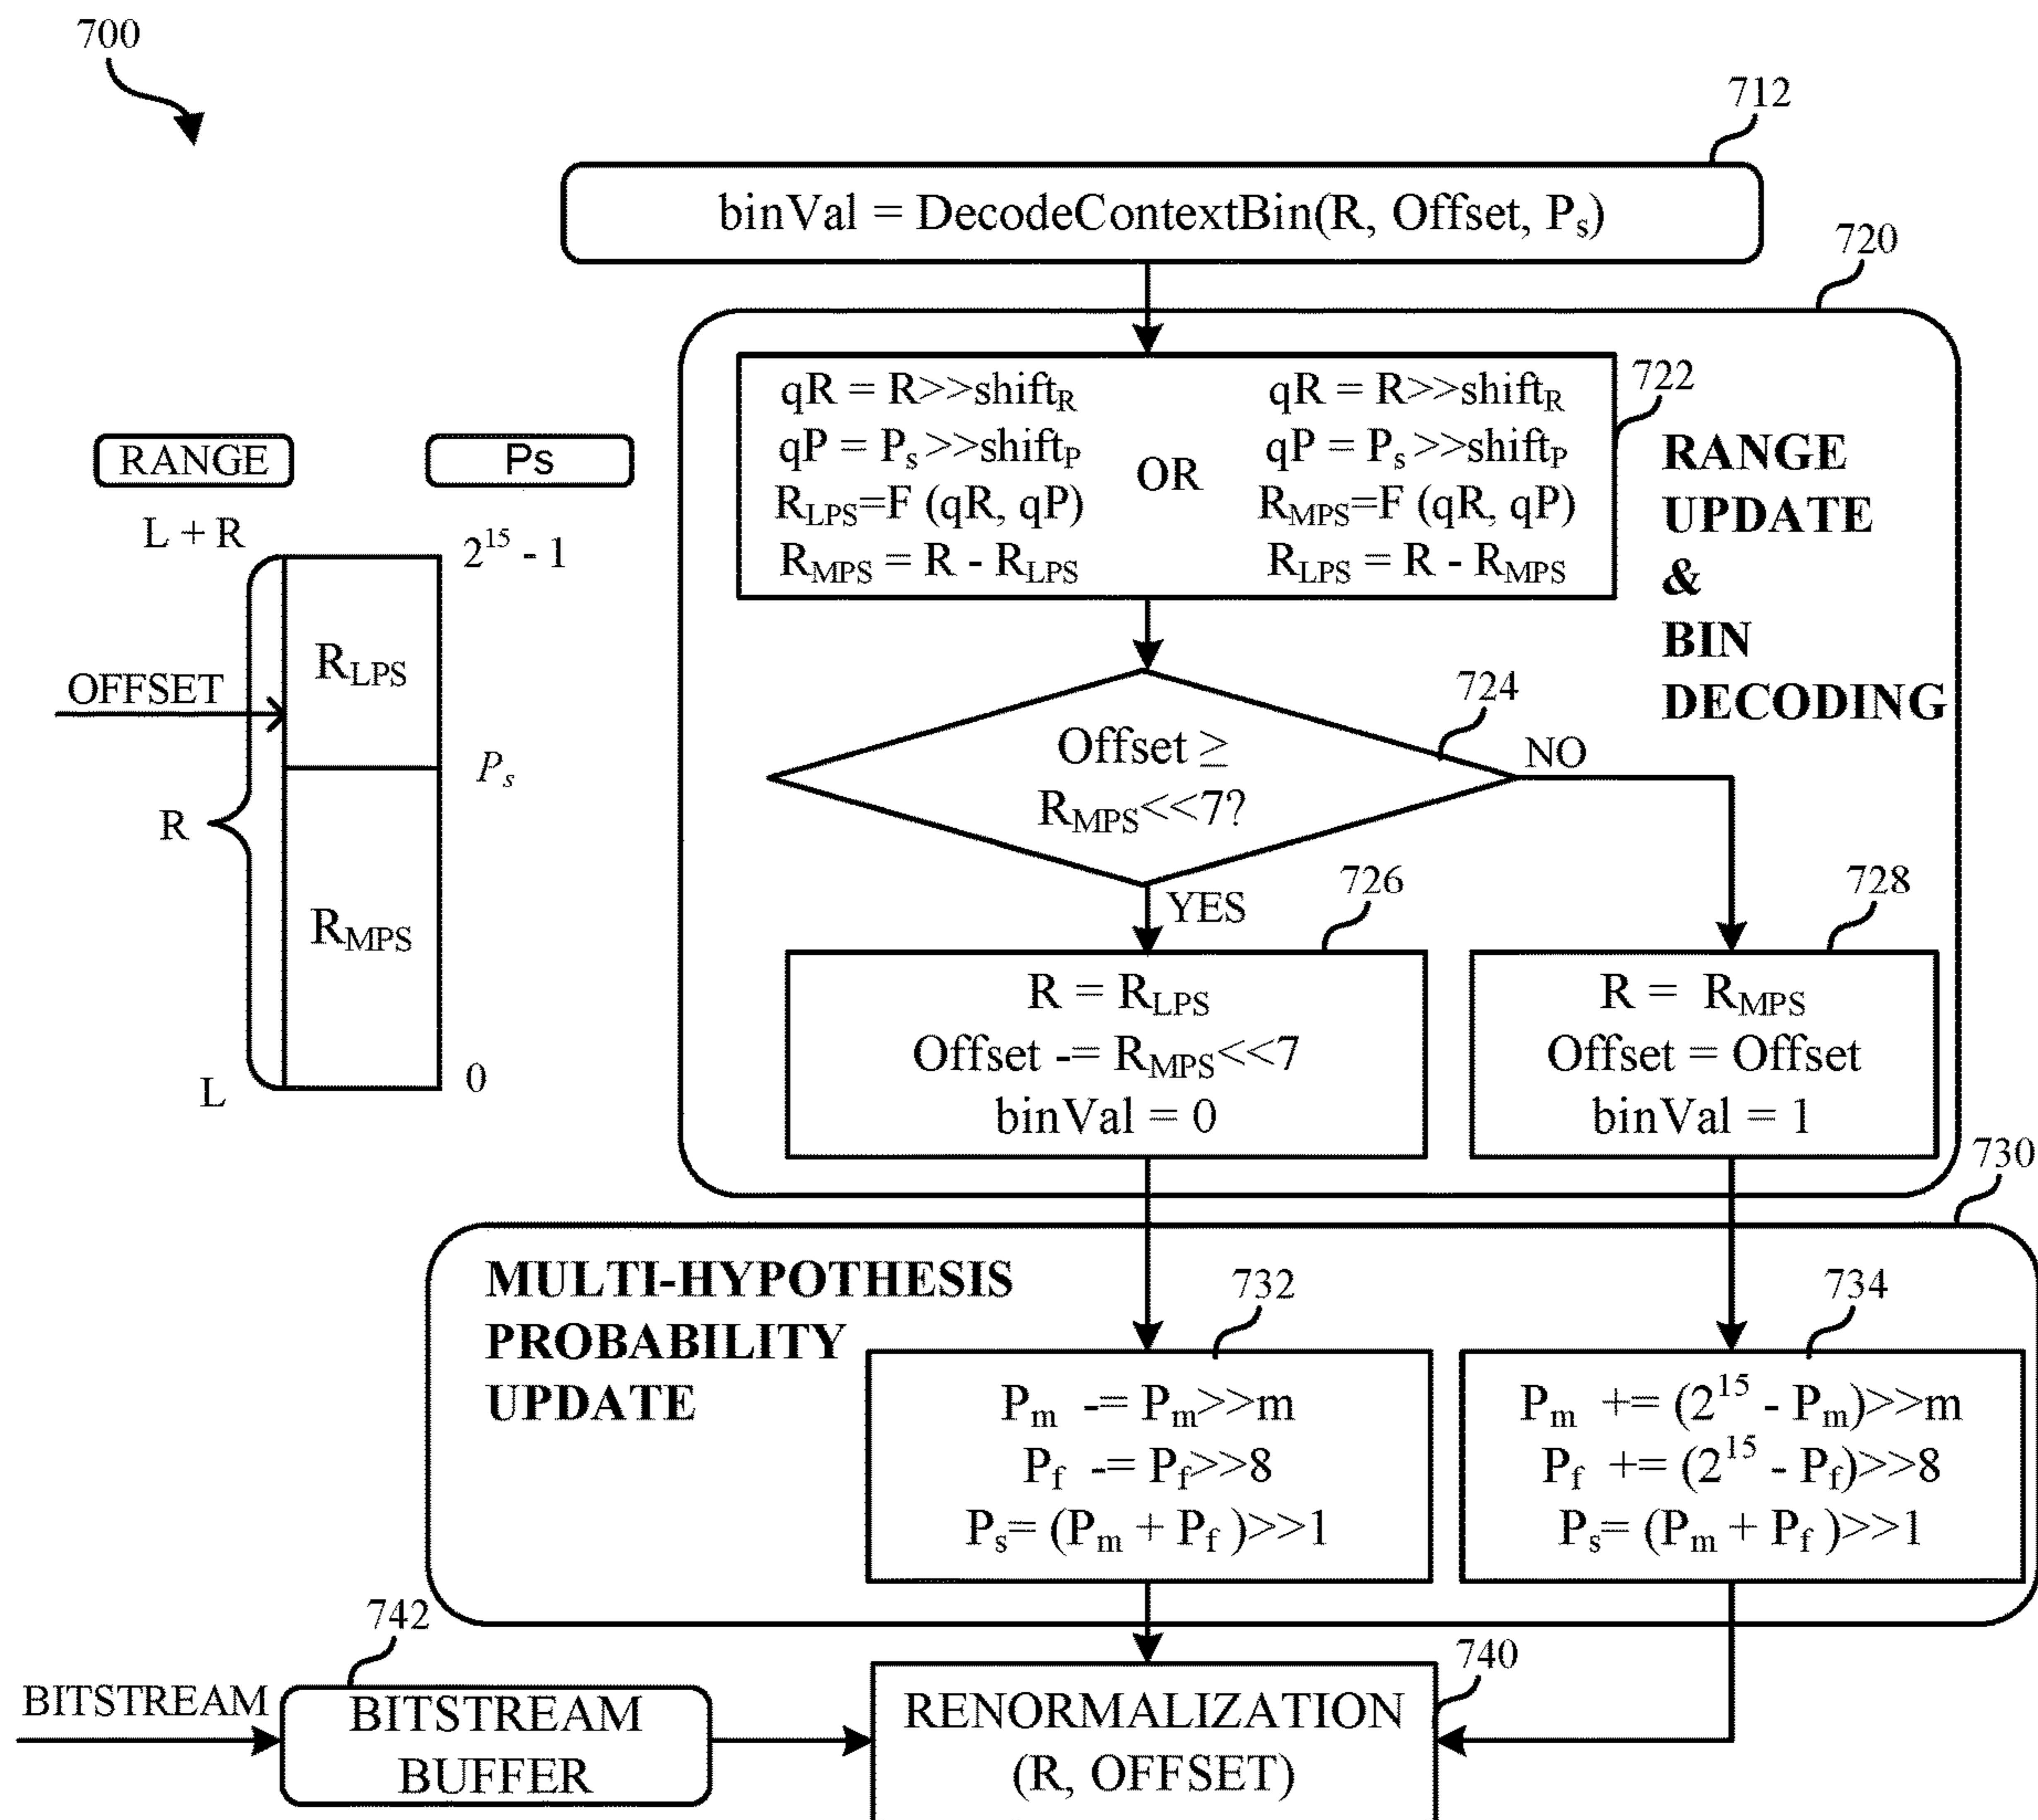 700
712
binVal = DecodeContextBin(R, Offset, Ps)
720
qR = R>>shiftR
qP = Ps >>shiftP
RLPS=F (qR, qP)
RMPS = R - RLPS
OR
qR = R>>shiftR
qP = Ps >>shiftP
RMPS=F (qR, qP)
RLPS = R - RMPS
722
RANGE
UPDATE
&
BIN
DECODING
RANGE
Ps
L + R
2^15 - 1
RLPS
OFFSET
Ps
R
RMPS
L
0
724
Offset ≥
RMPS<<7?
NO
YES
726
728
R = RLPS
Offset -= RMPS<<7
binVal = 0
R = RMPS
Offset = Offset
binVal = 1
730
MULTI-HYPOTHESIS
PROBABILITY
UPDATE
732
734
Pm -= Pm>>m
Pf -= Pf>>8
Ps= (Pm + Pf )>>1
Pm += (2^15 - Pm)>>m
Pf += (2^15 - Pf)>>8
Ps= (Pm + Pf )>>1
742
740
BITSTREAM
BITSTREAM
BUFFER
RENORMALIZATION
(R, OFFSET)